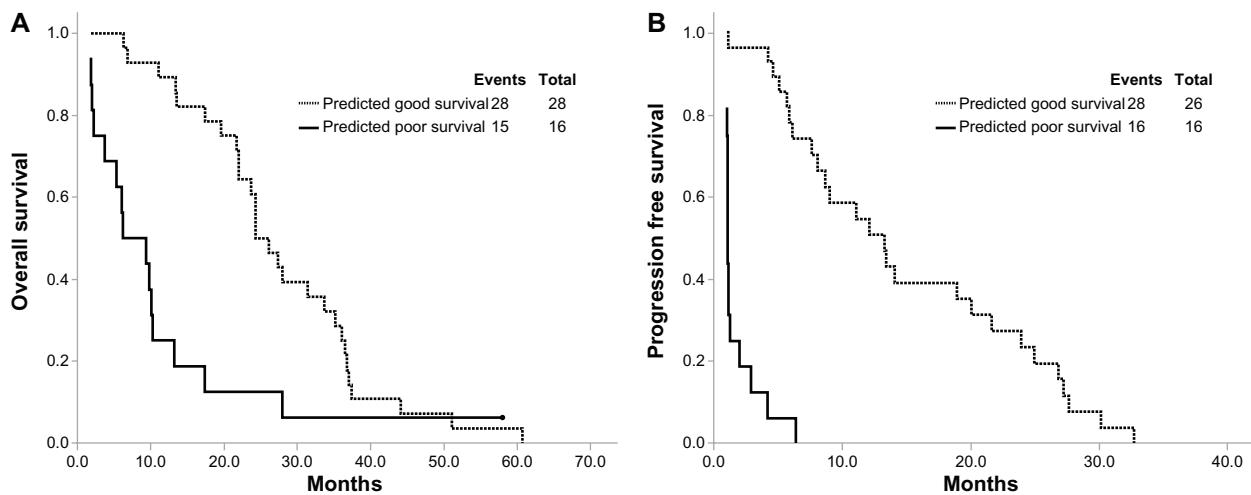 A
Overall survival
1.0
0.8
0.6
0.4
0.2
0.0
Events Total
Predicted good survival 28 28
Predicted poor survival 15 16
0.0 10.0 20.0 30.0 40.0 50.0 60.0 70.0
Months
B
Progression free survival
1.0
0.8
0.6
0.4
0.2
0.0
Events Total
Predicted good survival 28 26
Predicted poor survival 16 16
0.0 10.0 20.0 30.0 40.0
Months